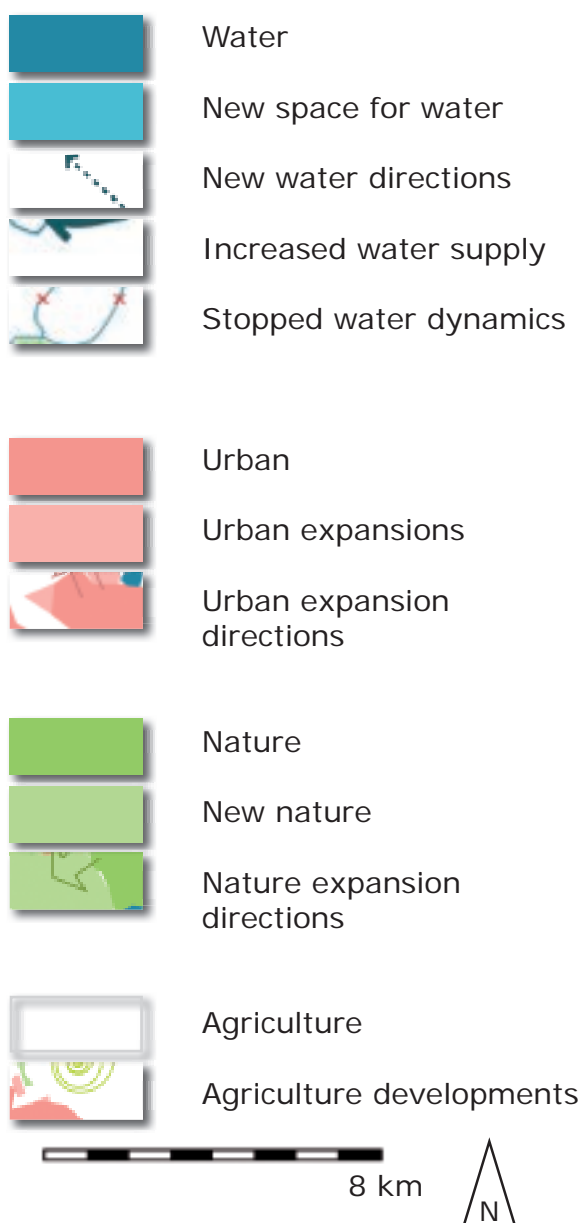 Water
New space for water
New water directions
Increased water supply
Stopped water dynamics
Urban
Urban expansions
Urban expansion
directions
Nature
New nature
Nature expansion
directions
Agriculture
Agriculture developments
8 km
N